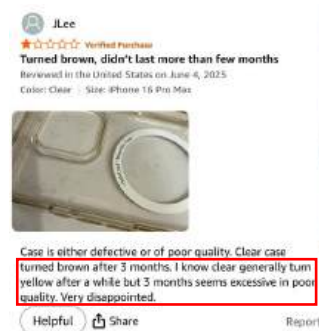 JLee
Verified Purchase
Turned brown, didn't last more than few months
Reviewed in the United States on June 4, 2025
Color: Clear | Size: iPhone 16 Pro Max
Case is either defective or of poor quality. Clear case
turned brown after 3 months. I know clear generally turn
yellow after a while but 3 months seems excessive in poor
quality. Very disappointed.
Helpful Share Report